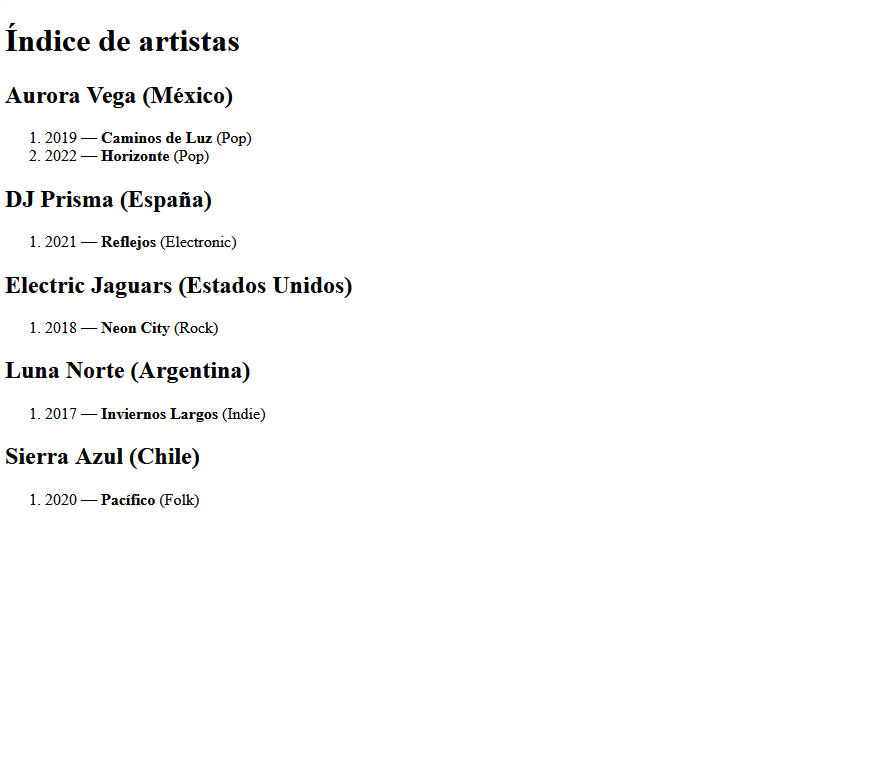 Índice de artistas
Aurora Vega (México)
1. 2019 — Caminos de Luz (Pop)
2. 2022 — Horizonte (Pop)
DJ Prisma (España)
1. 2021 — Reflejos (Electronic)
Electric Jaguars (Estados Unidos)
1. 2018 — Neon City (Rock)
Luna Norte (Argentina)
1. 2017 — Inviernos Largos (Indie)
Sierra Azul (Chile)
1. 2020 — Pacífico (Folk)